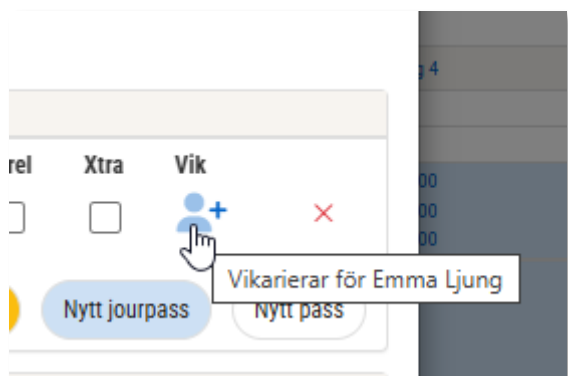 g 4
rel Xtra Vik
00
00
00
Vikarierar för Emma Ljung
Nytt jourpass Nytt pass